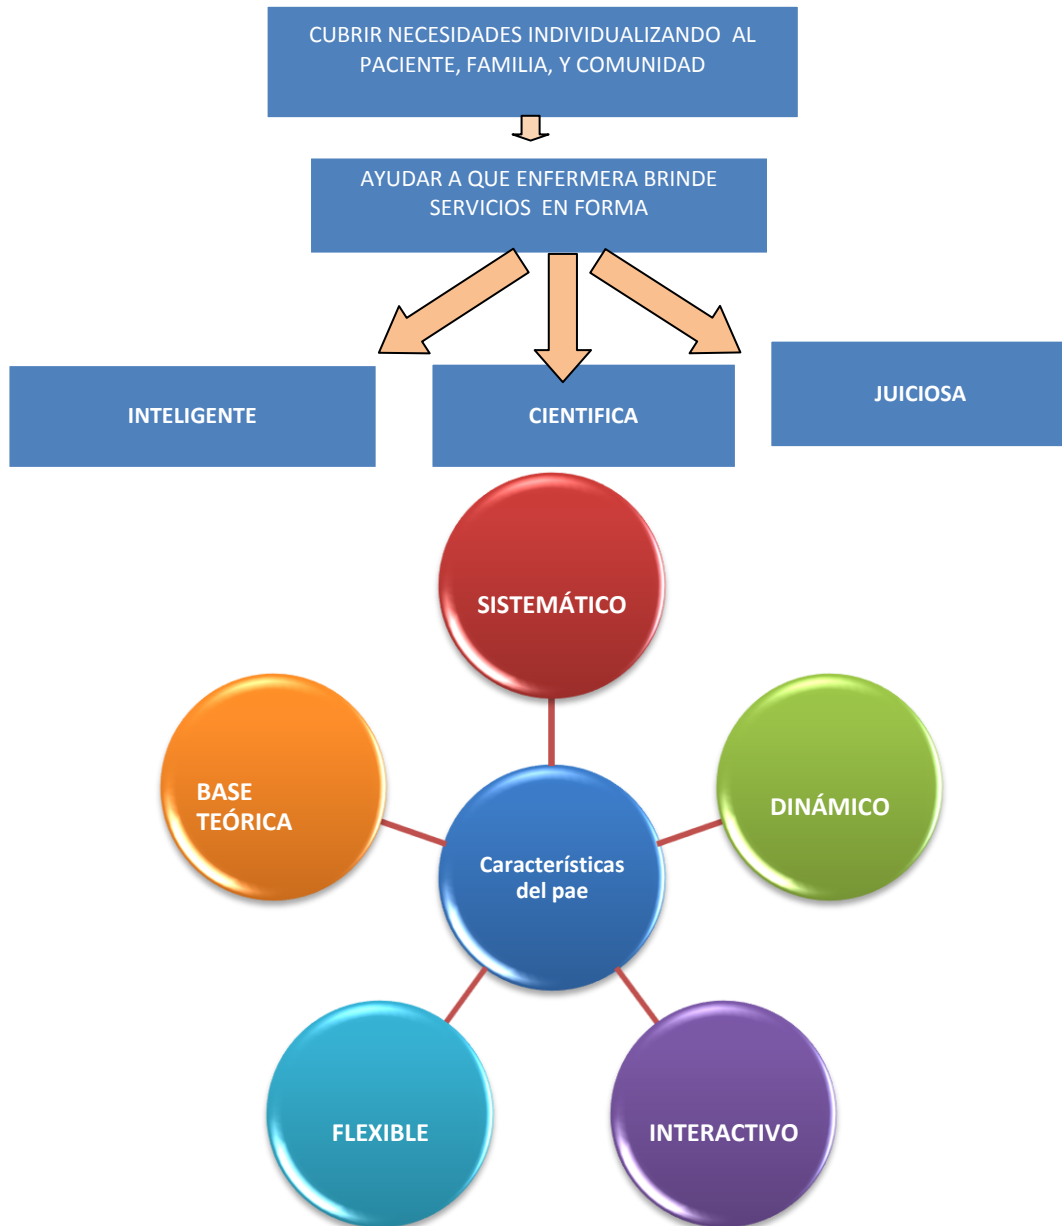 CUBRIR NECESIDADES INDIVIDUALIZANDO AL
PACIENTE, FAMILIA, Y COMUNIDAD
AYUDAR A QUE ENFERMERA BRINDE
SERVICIOS EN FORMA
INTELIGENTE
CIENTIFICA
JUICIOSA
SISTEMÁTICO
BASE
TEÓRICA
DINÁMICO
Características
del pae
FLEXIBLE
INTERACTIVO